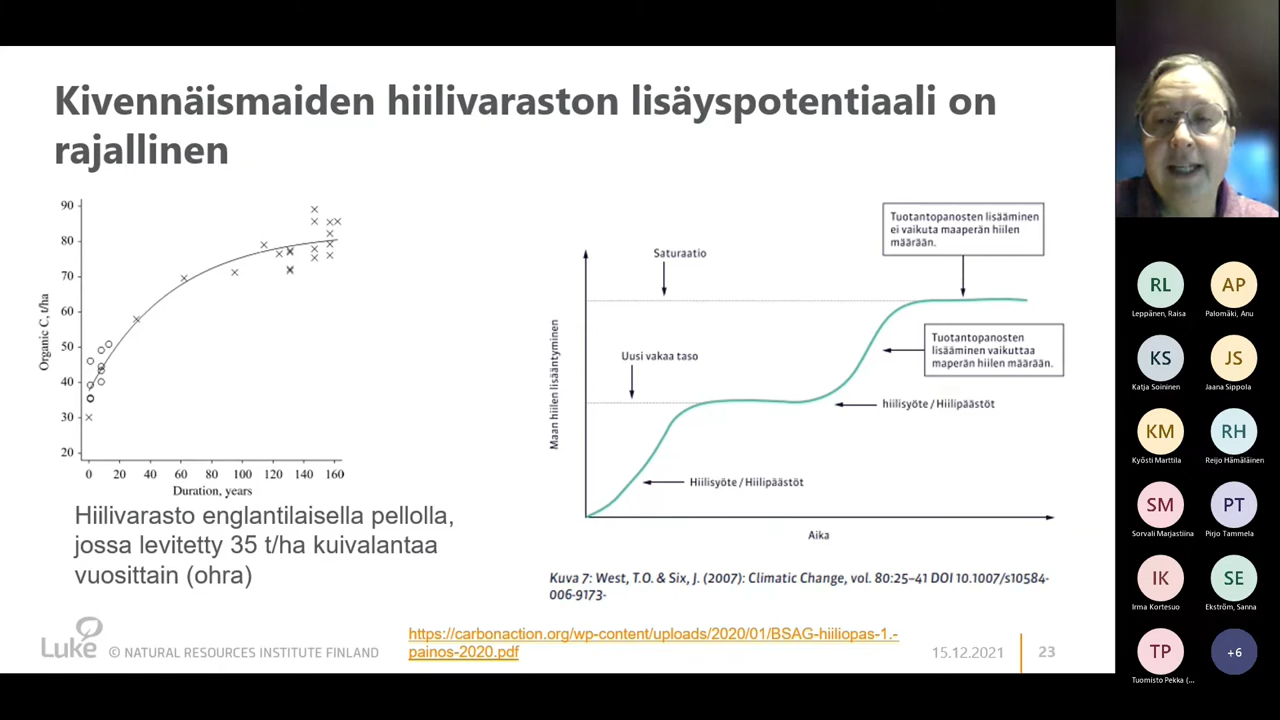 Kivennäismaiden hiilivaraston lisäyspotentiaali on
rajallinen
90
80
70
60
50
40
30
20
Organic C, t/ha
0 20 40 60 80 100 120 140 160
Duration, years
Hiilivarasto englantilaisella pellolla,
jossa levitetty 35 t/ha kuivalantaa
vuosittain (ohra)
Tuotantopanosten lisääminen
ei vaikuta maaperän hiilen
määrään.
Saturaatio
Tuotantopanosten
lisääminen vaikuttaa
maperän hiilen määrään.
Uusi vakaa taso
hiilisyöte / Hiilipäästöt
Hiilisyöte / Hiilipäästöt
Maan hiilen lisääntyminen
Aika
Kuva 7: West, T.O. & Six, J. (2007): Climatic Change, vol. 80:25–41 DOI 10.1007/s10584-
006-9173-
Luke
© NATURAL RESOURCES INSTITUTE FINLAND
https://carbonaction.org/wp-content/uploads/2020/01/BSAG-hiiliopas-1.-
painos-2020.pdf
15.12.2021
23
RL
Leppänen, Raisa
AP
Palomäki, Anu
KS
Katja Soininen
JS
Jaana Sippola
KM
Kyösti Marttila
RH
Reijo Hämäläinen
SM
Sorvali Marjastiina
PT
Pirjo Tammela
IK
Irma Kortesuo
SE
Ekström, Sanna
TP
Tuomisto Pekka (...
+6